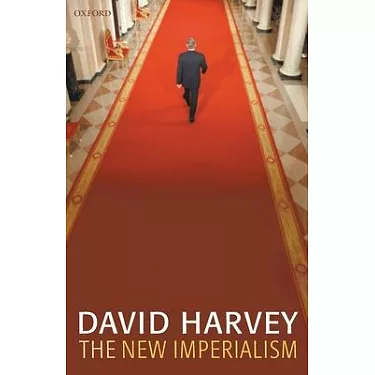 OXFORD
DAVID HARVEY
THE NEW IMPERIALISM